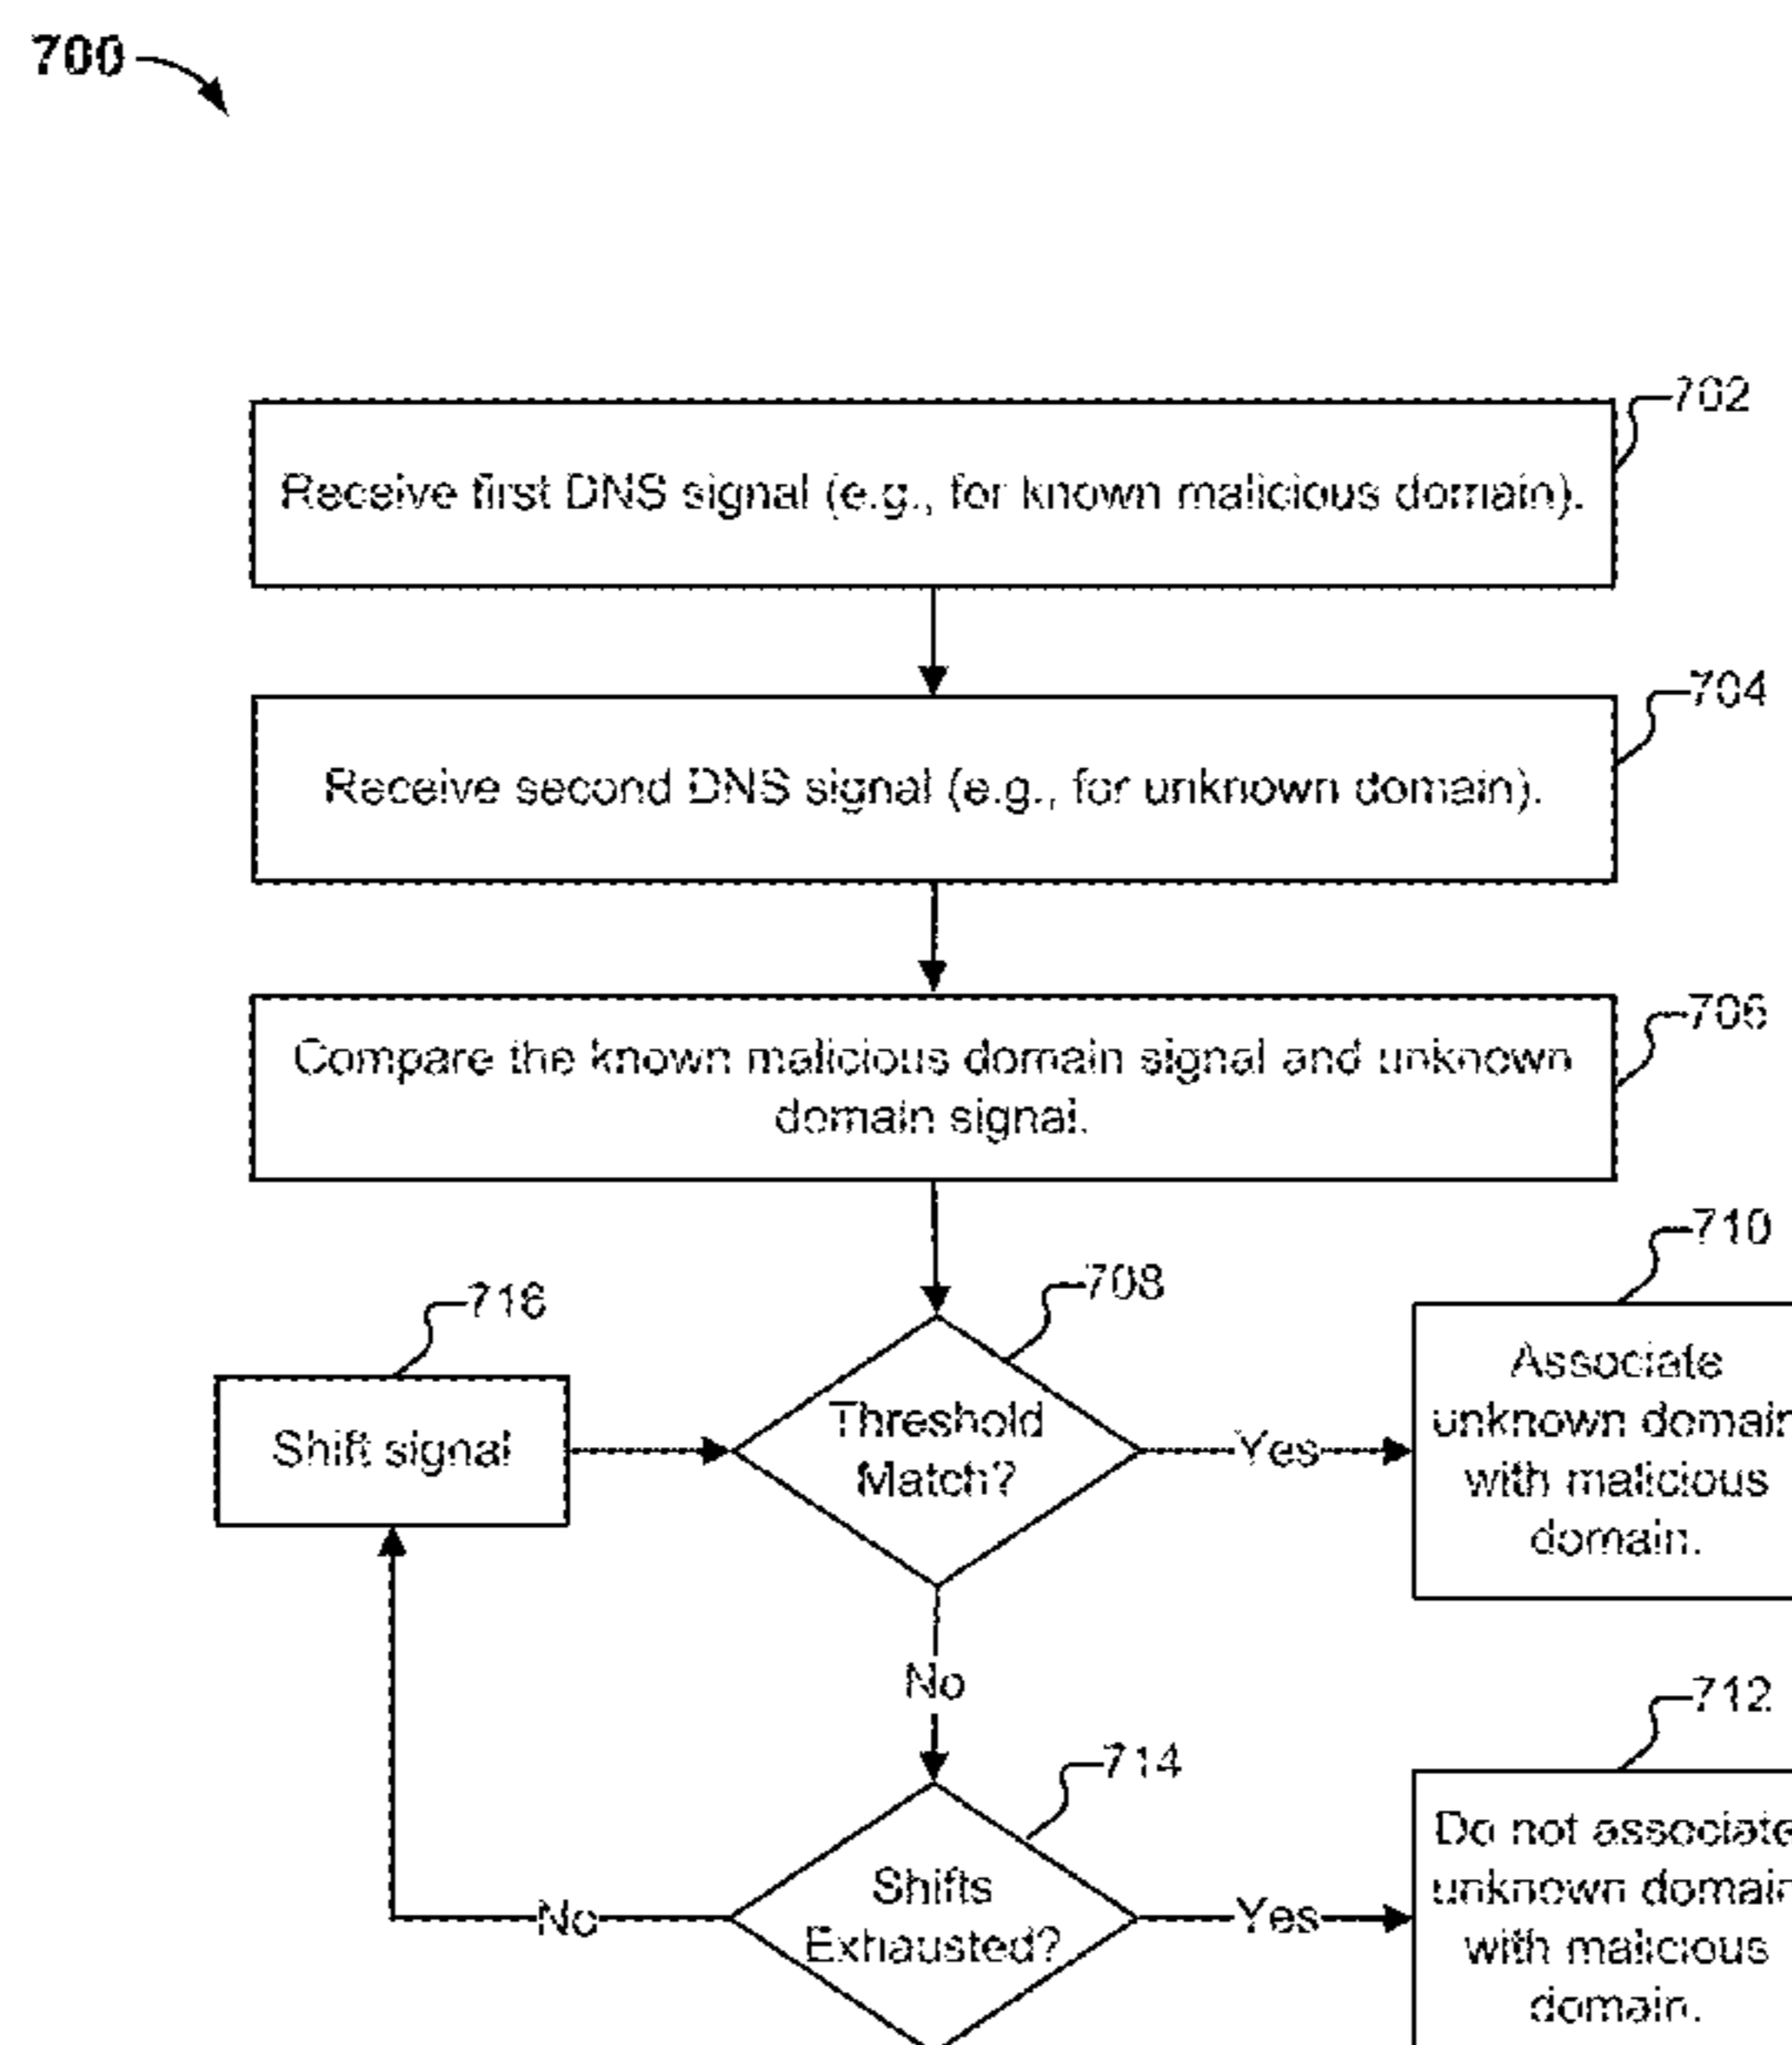 700
702
Receive first DNS signal (e.g., for known malicious domain).
704
Receive second DNS signal (e.g., for unknown domain).
706
Compare the known malicious domain signal and unknown
domain signal.
710
708
716
Associate
unknown domain
with malicious
domain.
Threshold
Match?
Yes
Shift signal
No
712
714
Do not associate
unknown domain
with malicious
domain.
Shifts
Exhausted?
Yes
No